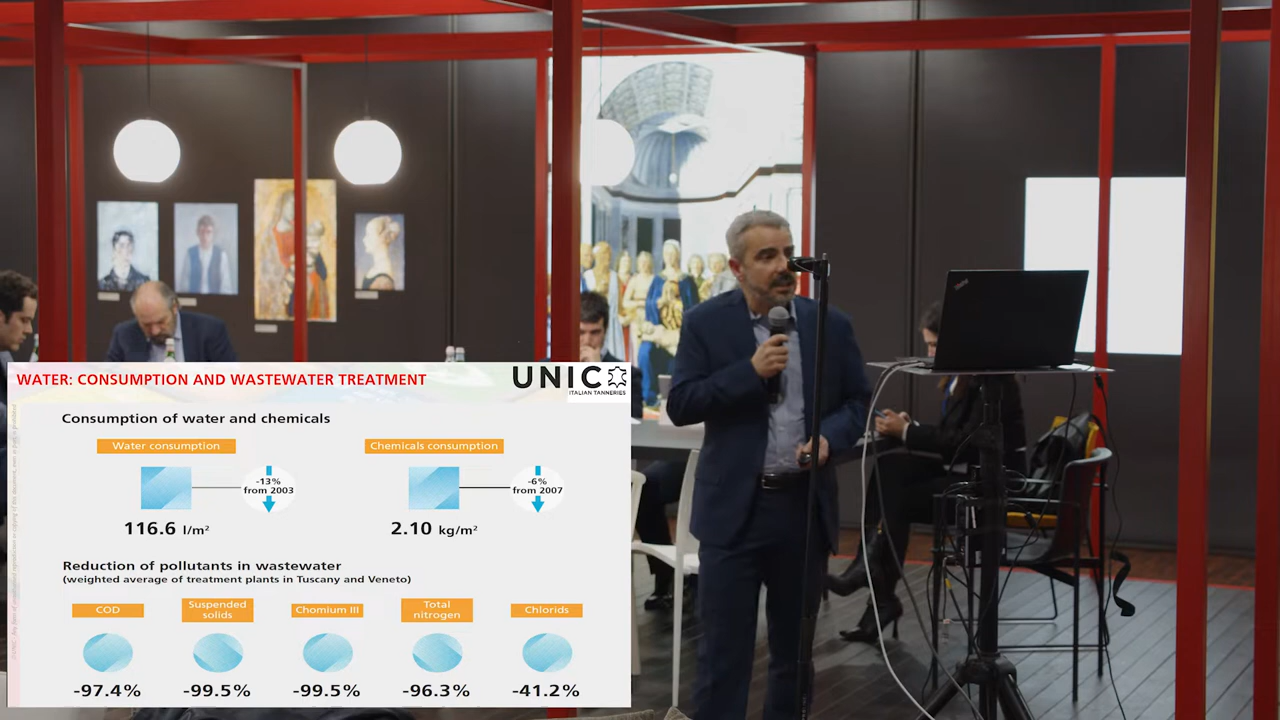 WATER: CONSUMPTION AND WASTEWATER TREATMENT
UNIC
ITALIAN TANNERIES
Consumption of water and chemicals
Water consumption
Chemicals consumption
-13%
from 2003
-6%
from 2007
116.6 l/m²
2.10 kg/m²
Reduction of pollutants in wastewater
(weighted average of treatment plants in Tuscany and Veneto)
COD
Suspended
solids
Chomium III
Total
nitrogen
Chlorids
-97.4%
-99.5%
-99.5%
-96.3%
-41.2%